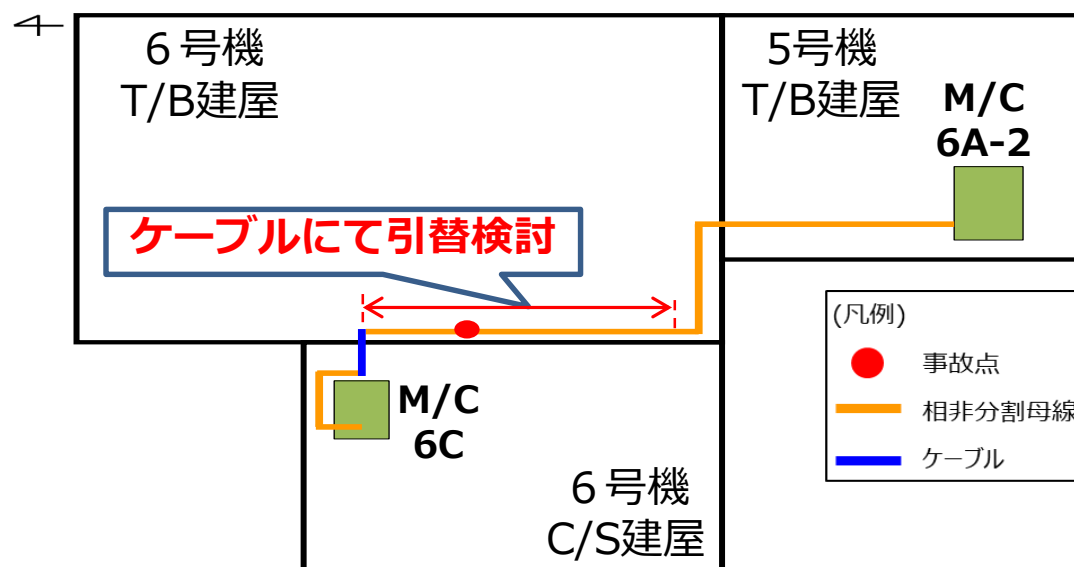 ６号機
T/B建屋
5号機
T/B建屋
M/C
6A-2
ケーブルにて引替検討
M/C
6C
６号機
C/S建屋
(凡例)
事故点
相非分割母線
ケーブル